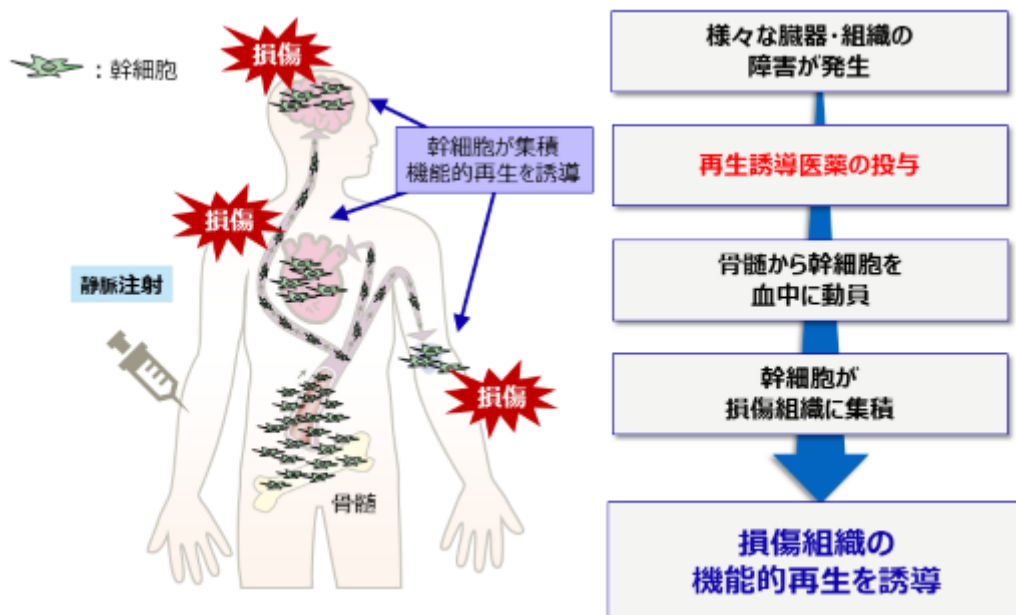 損傷
：幹細胞
幹細胞が集積
機能的再生を誘導
損傷
静脈注射
損傷
骨髄
様々な臓器・組織の
障害が発生
再生誘導医薬の投与
骨髄から幹細胞を
血中に動員
幹細胞が
損傷組織に集積
損傷組織の
機能的再生を誘導